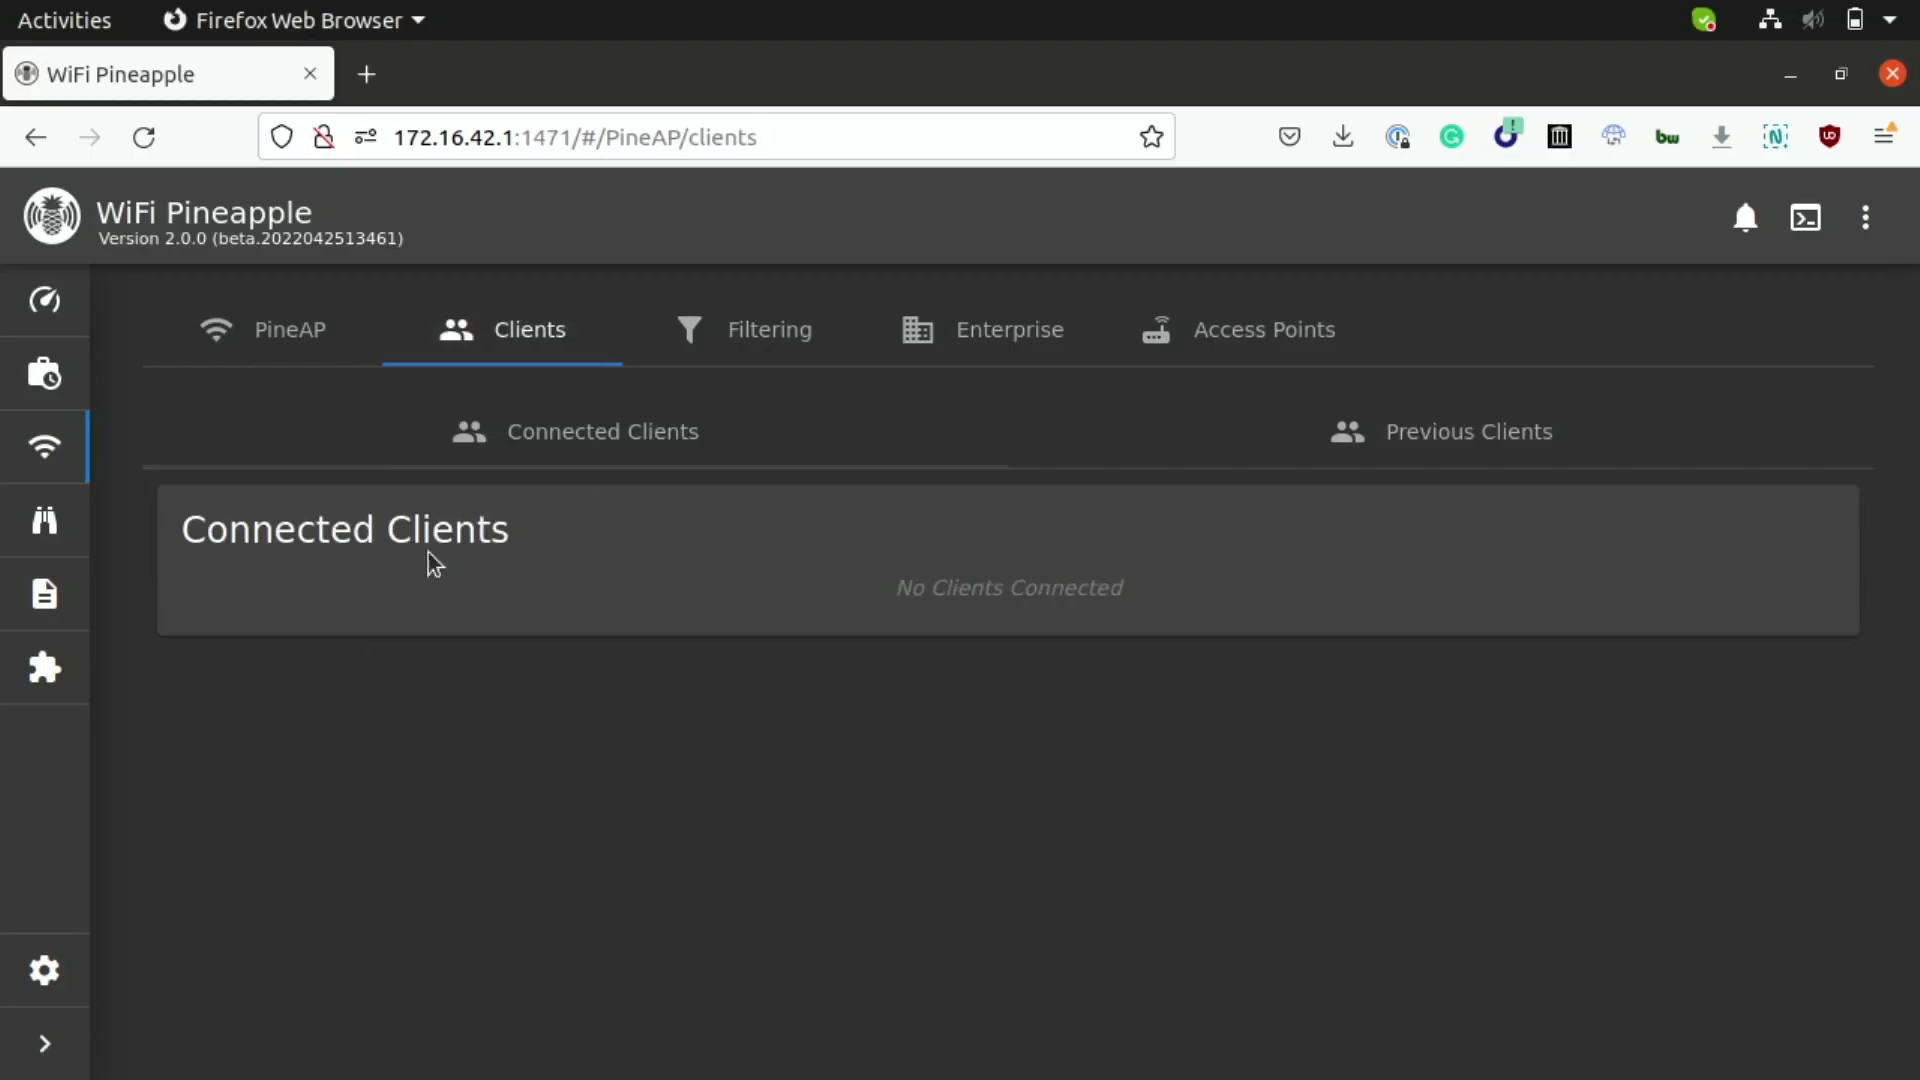 Activities
Firefox Web Browser
WiFi Pineapple
172.16.42.1:1471/#/PineAP/clients
bw
WiFi Pineapple
Version 2.0.0 (beta.2022042513461)
PineAP
Clients
Filtering
Enterprise
Access Points
Connected Clients
Previous Clients
Connected Clients
No Clients Connected